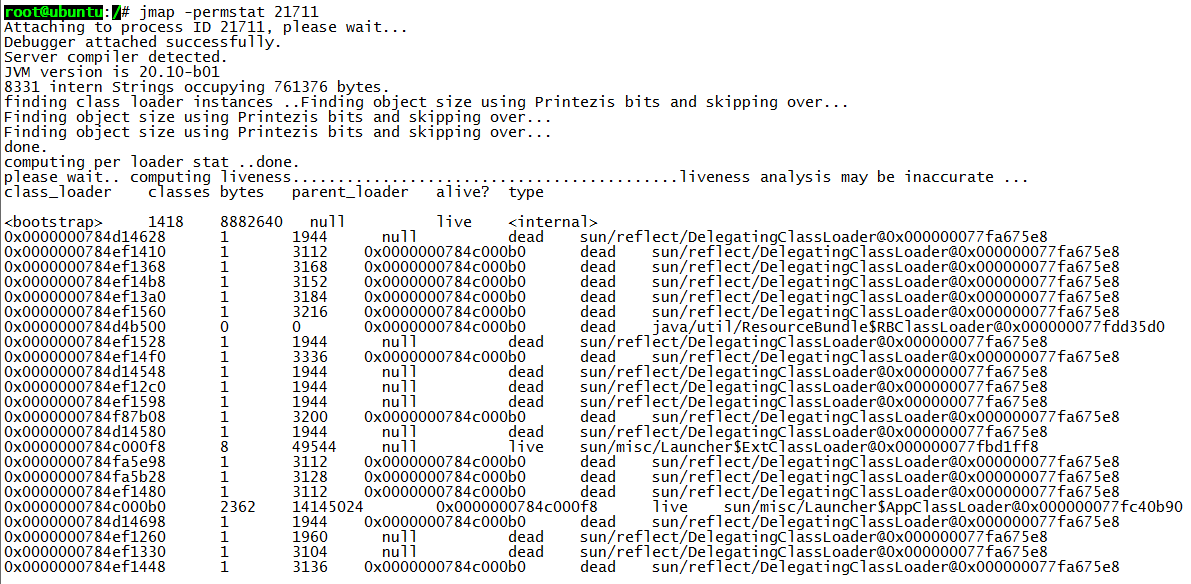 root@ubuntu:/# jmap -permstat 21711
Attaching to process ID 21711, please wait...
Debugger attached successfully.
Server compiler detected.
JVM version is 20.10-b01
8331 intern Strings occupying 761376 bytes.
finding class loader instances ..Finding object size using Printezis bits and skipping over...
Finding object size using Printezis bits and skipping over...
Finding object size using Printezis bits and skipping over...
done.
computing per loader stat ..done.
please wait.. computing liveness...........................................liveness analysis may be inaccurate ...
class_loader classes bytes parent_loader alive? type
<bootstrap> 1418 8882640 null live <internal>
0x0000000784d14628 1 1944 null dead sun/reflect/DelegatingClassLoader@0x000000077fa675e8
0x0000000784ef1410 1 3112 0x0000000784c000b0 dead sun/reflect/DelegatingClassLoader@0x000000077fa675e8
0x0000000784ef1368 1 3168 0x0000000784c000b0 dead sun/reflect/DelegatingClassLoader@0x000000077fa675e8
0x0000000784ef14b8 1 3152 0x0000000784c000b0 dead sun/reflect/DelegatingClassLoader@0x000000077fa675e8
0x0000000784ef13a0 1 3184 0x0000000784c000b0 dead sun/reflect/DelegatingClassLoader@0x000000077fa675e8
0x0000000784ef1560 1 3216 0x0000000784c000b0 dead sun/reflect/DelegatingClassLoader@0x000000077fa675e8
0x0000000784d4b500 0 0 0x0000000784c000b0 dead java/util/ResourceBundle$RBClassLoader@0x000000077fdd35d0
0x0000000784ef1528 1 1944 null dead sun/reflect/DelegatingClassLoader@0x000000077fa675e8
0x0000000784ef14f0 1 3336 0x0000000784c000b0 dead sun/reflect/DelegatingClassLoader@0x000000077fa675e8
0x0000000784d14548 1 1944 null dead sun/reflect/DelegatingClassLoader@0x000000077fa675e8
0x0000000784ef12c0 1 1944 null dead sun/reflect/DelegatingClassLoader@0x000000077fa675e8
0x0000000784ef1598 1 1944 null dead sun/reflect/DelegatingClassLoader@0x000000077fa675e8
0x0000000784f87b08 1 3200 0x0000000784c000b0 dead sun/reflect/DelegatingClassLoader@0x000000077fa675e8
0x0000000784d14580 1 1944 null dead sun/reflect/DelegatingClassLoader@0x000000077fa675e8
0x0000000784c000f8 8 49544 null live sun/misc/Launcher$ExtClassLoader@0x000000077fbd1ff8
0x0000000784fa5e98 1 3112 0x0000000784c000b0 dead sun/reflect/DelegatingClassLoader@0x000000077fa675e8
0x0000000784fa5b28 1 3128 0x0000000784c000b0 dead sun/reflect/DelegatingClassLoader@0x000000077fa675e8
0x0000000784ef1480 1 3112 0x0000000784c000b0 dead sun/reflect/DelegatingClassLoader@0x000000077fa675e8
0x0000000784c000b0 2362 14145024 0x0000000784c000f8 live sun/misc/Launcher$AppClassLoader@0x000000077fc40b90
0x0000000784d14698 1 1944 null dead sun/reflect/DelegatingClassLoader@0x000000077fa675e8
0x0000000784ef1260 1 1960 null dead sun/reflect/DelegatingClassLoader@0x000000077fa675e8
0x0000000784ef1330 1 3104 null dead sun/reflect/DelegatingClassLoader@0x000000077fa675e8
0x0000000784ef1448 1 3136 0x0000000784c000b0 dead sun/reflect/DelegatingClassLoader@0x000000077fa675e8